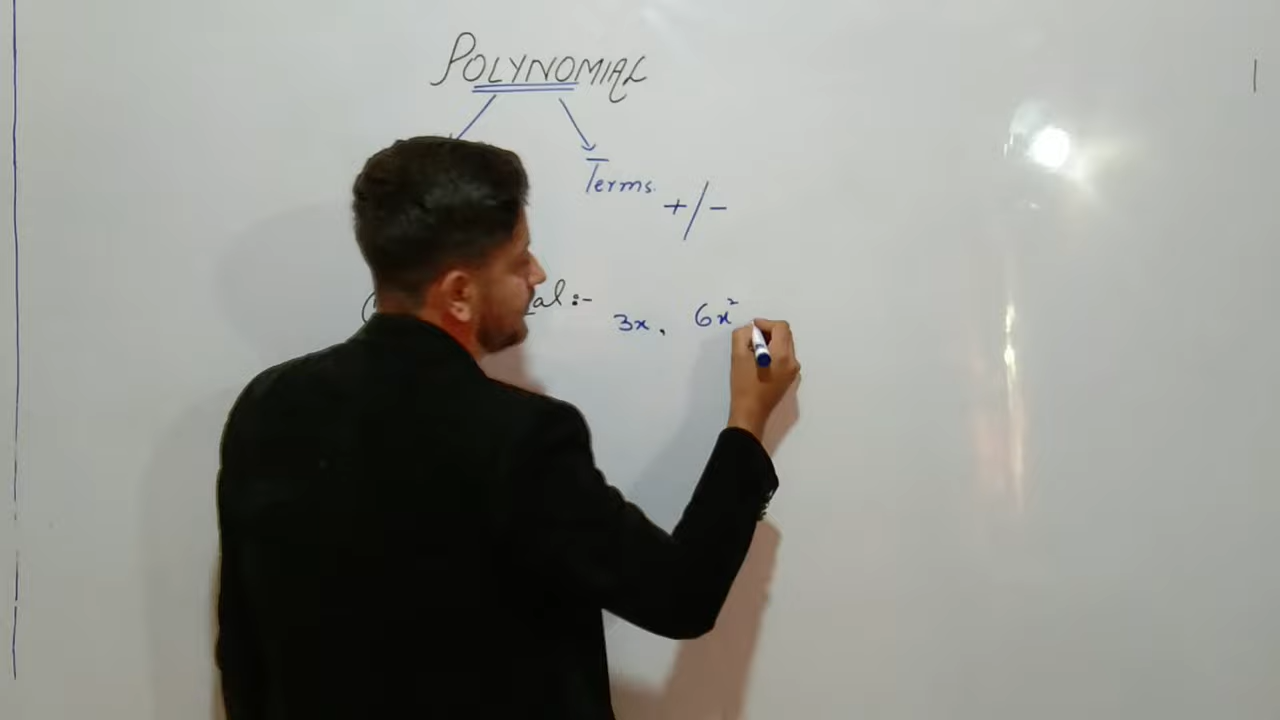 POLYNOMIAL
Terms.
+/-
al :- 3x, 6x²